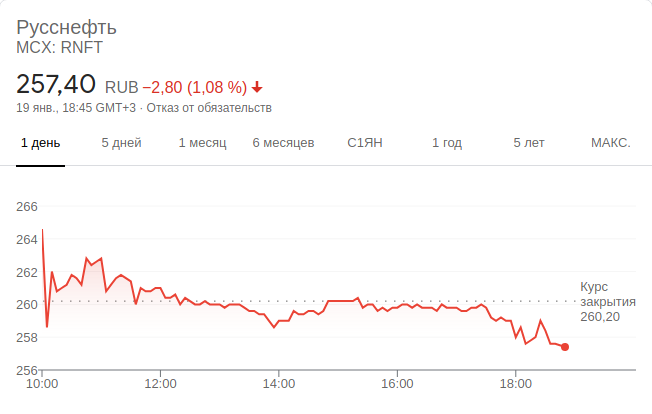 Русснефть
MCX: RNFT
257,40 RUB −2,80 (1,08 %)
19 янв., 18:45 GMT+3 · Отказ от обязательств
1 день 5 дней 1 месяц 6 месяцев С1ЯН 1 год 5 лет МАКС.
266
264
262
260
258
256
Курс
закрытия
260,20
10:00 12:00 14:00 16:00 18:00